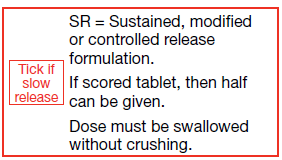 Tick if
slow
release
SR = Sustained, modified
or controlled release
formulation.
If scored tablet, then half
can be given.
Dose must be swallowed
without crushing.